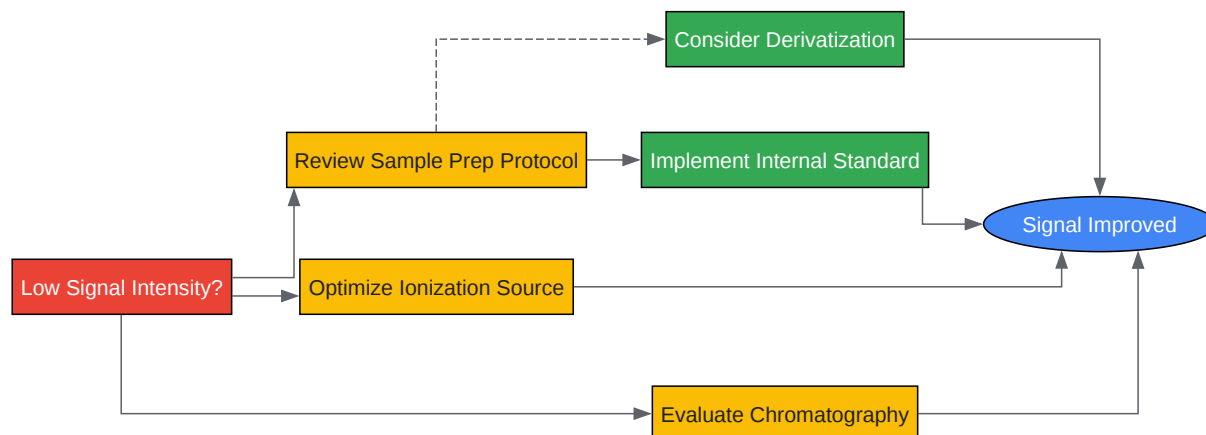 Consider Derivatization
Review Sample Prep Protocol
Implement Internal Standard
Signal Improved
Low Signal Intensity?
Optimize Ionization Source
Evaluate Chromatography